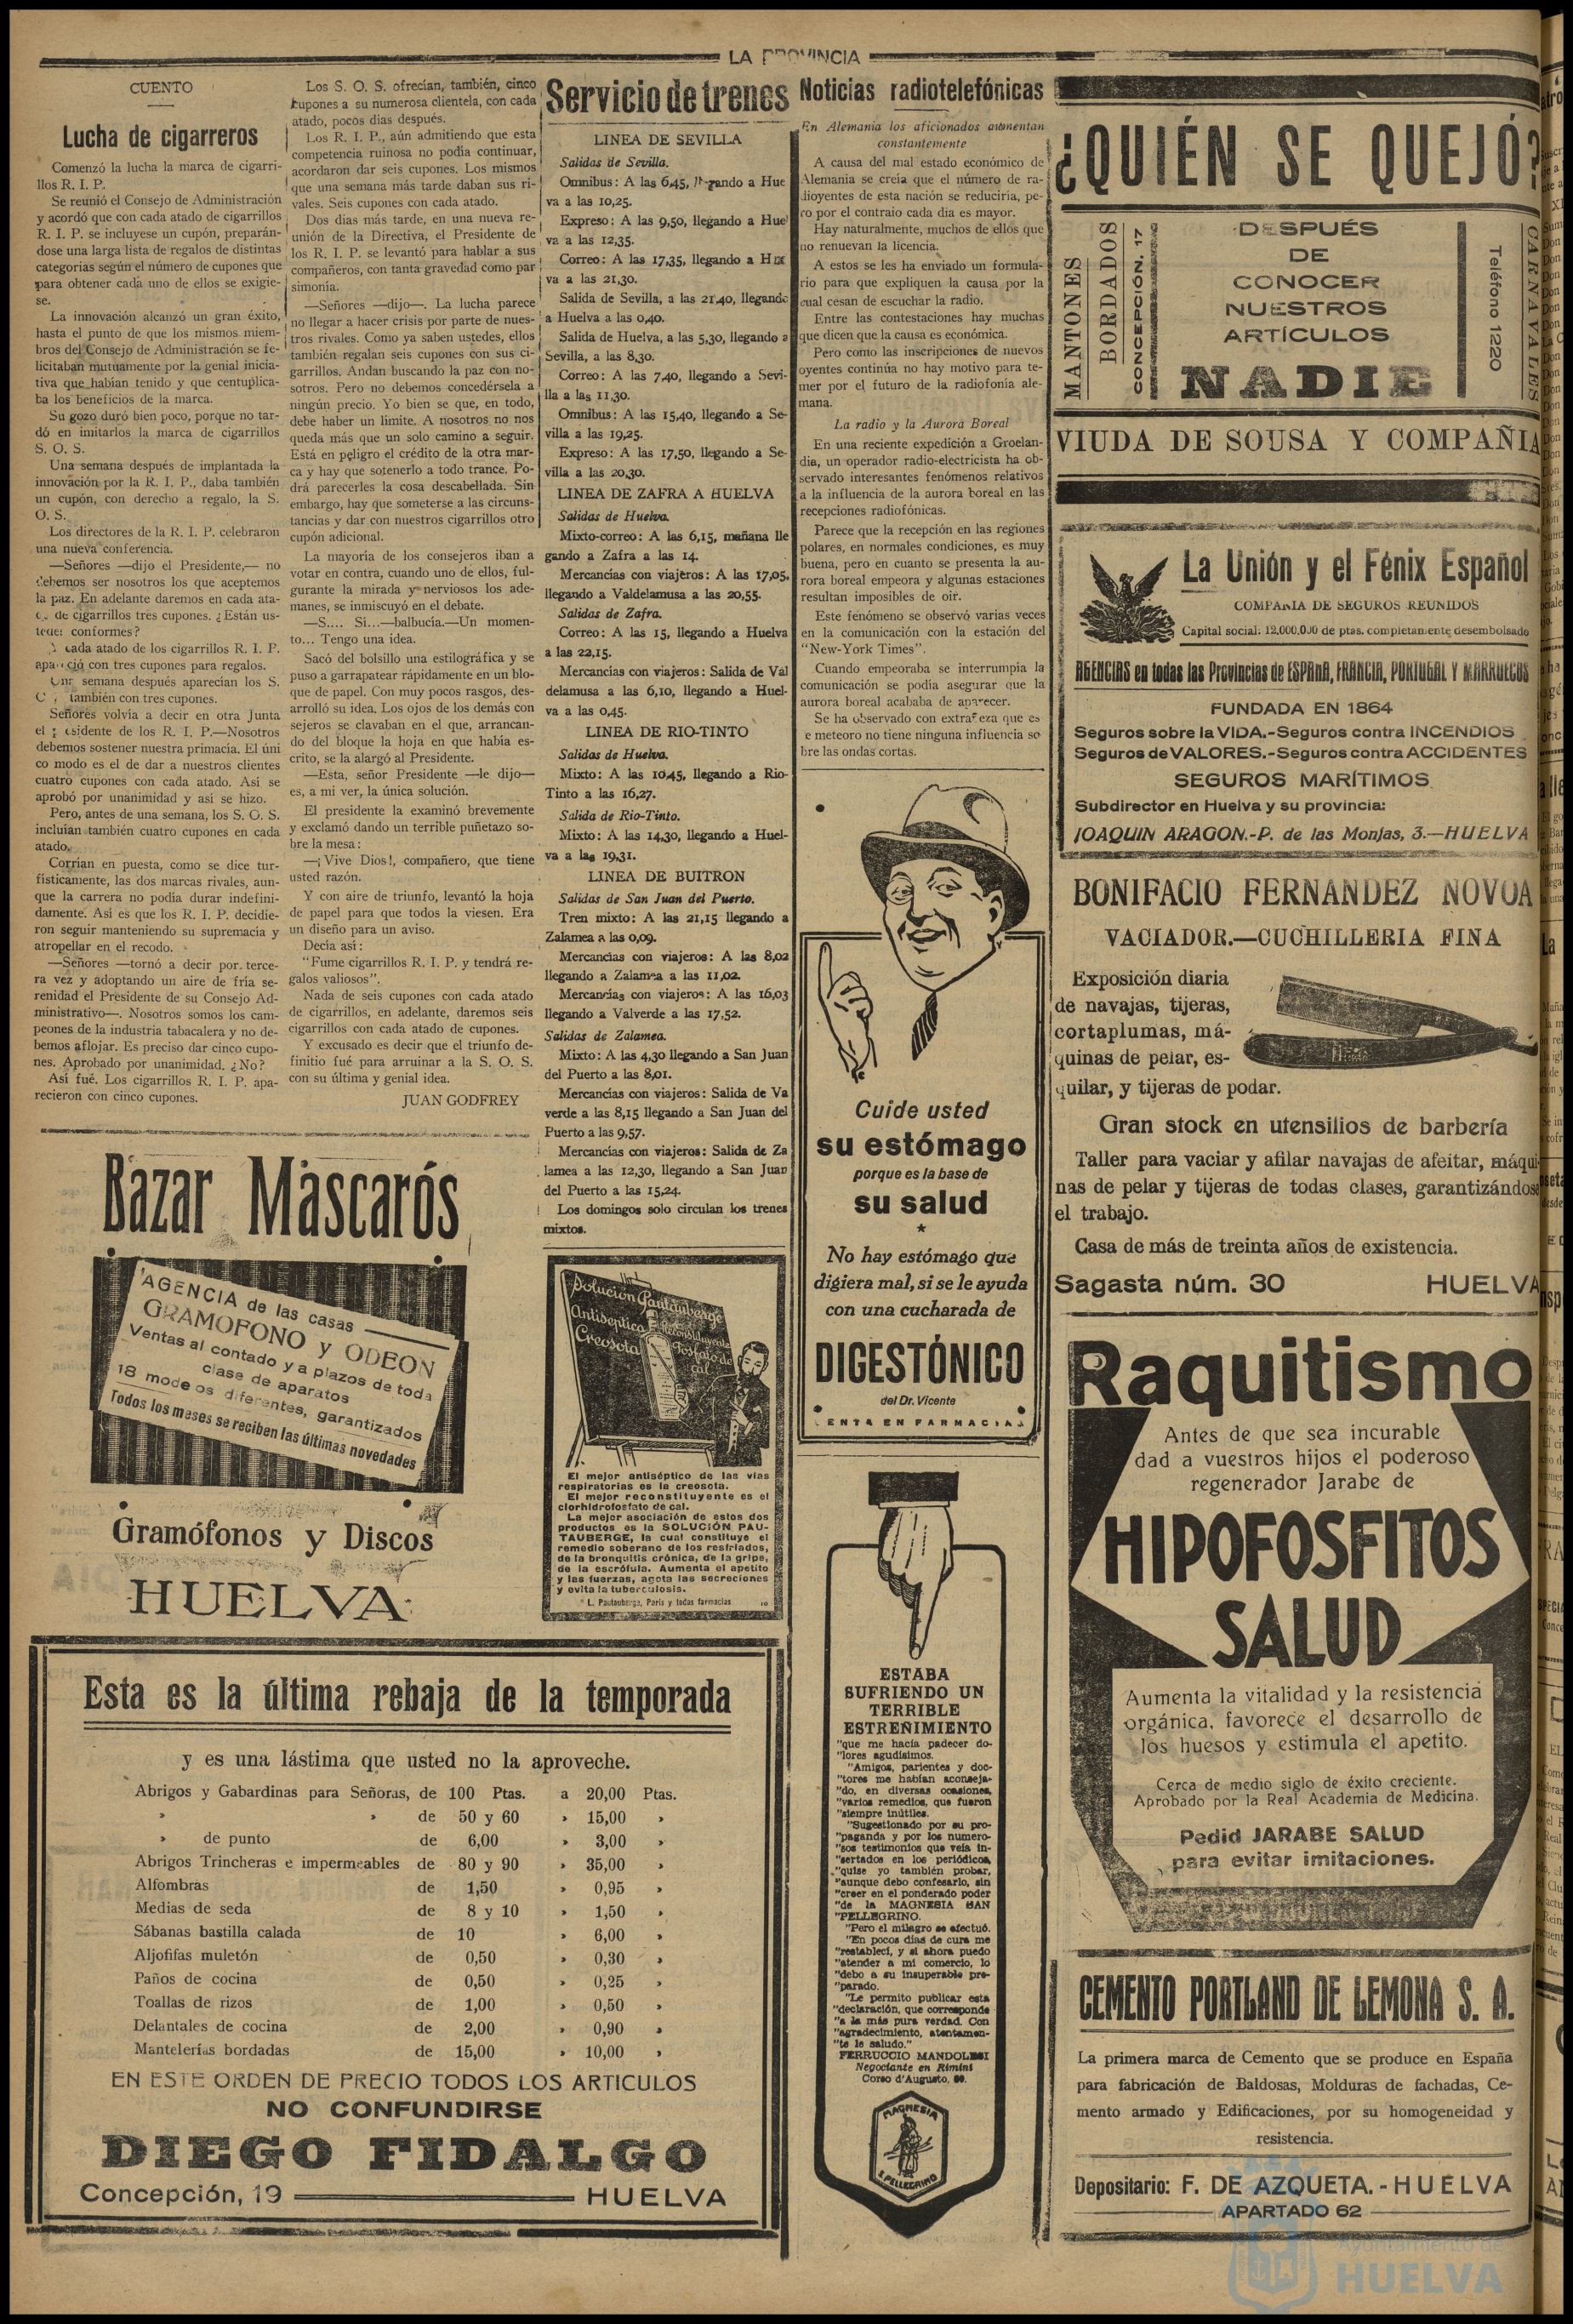 LA PROVINCIA
CUENTO
Lucha de cigarreros
Comenzó la lucha la marca de cigarri-
llos R. I. P.
Se reunió el Consejo de Administración
y acordó que con cada atado de cigarrillos
R. I. P. se incluyese un cupón, preparán-
dose una larga lista de regalos de distintas
categorías según el número de cupones que
para obtener cada uno de ellos se exigie-
se.
La innovación alcanzó un gran éxito,
hasta el punto de que los mismos miem-
bros del Consejo de Administración se fe-
licitaban mutuamente por la genial inicia-
tiva que habían tenido y que centuplica-
ba los beneficios de la marca.
Su gozo duró bien poco, porque no tar-
dó en imitarlos la marca de cigarrillos
S. O. S.
Una semana después de implantada la
innovación por la R. I. P., daba también
un cupón, con derecho a regalo, la S.
O. S.
Los directores de la R. I. P. celebraron
una nueva conferencia.
—Señores —dijo el Presidente,— no
debemos ser nosotros los que aceptemos
la paz. En adelante daremos en cada ata-
de cigarrillos tres cupones. ¿Están us-
conformes?
cada atado de los cigarrillos R. I. P.
apareció con tres cupones para regalos.
semana después aparecían los S.
también con tres cupones.
Señores volvía a decir en otra Junta
el de los R. I. P.—Nosotros
debemos sostener nuestra primacía. El úni
co modo es el de dar a nuestros clientes
cuatro cupones con cada atado. Así se
aprobó por unanimidad y así se hizo.
Pero, antes de una semana, los S. O. S.
incluían también cuatro cupones en cada
atado.
Corrían en puesta, como se dice tur-
físticamente, las dos marcas rivales, aun-
que la carrera no podía durar indefini-
damente. Así es que los R. I. P. decidie-
ron seguir manteniendo su supremacía y
atropellar en el recodo.
—Señores —tornó a decir por terce-
ra vez y adoptando un aire de fría se-
renidad el Presidente de su Consejo Ad-
ministrativo—. Nosotros somos los cam-
peones de la industria tabacalera y no de-
bemos aflojar. Es preciso dar cinco cupo-
nes. Aprobado por unanimidad. ¿No?
Así fué. Los cigarrillos R. I. P. apa-
recieron con cinco cupones.
Los S. O. S. ofrecían, también, cinco
cupones a su numerosa clientela, con cada
atado, pocos días después.
Los R. I. P., aún admitiendo que esta
competencia ruinosa no podía continuar,
acordaron dar seis cupones. Los mismos
que una semana más tarde daban sus ri-
vales. Seis cupones con cada atado.
Dos días más tarde, en una nueva re-
unión de la Directiva, el Presidente de
los R. I. P. se levantó para hablar a sus
compañeros, con tanta gravedad como par
simonía.
—Señores —dijo—. La lucha parece
no llegar a hacer crisis por parte de nues-
tros rivales. Como ya saben ustedes, ellos
también regalan seis cupones con sus ci-
garrillos. Andan buscando la paz con no-
sotros. Pero no debemos concedérsela a
ningún precio. Yo bien se que, en todo,
debe haber un límite. A nosotros no nos
queda más que un solo camino a seguir.
Está en peligro el crédito de la otra mar-
ca y hay que sotenerlo a todo trance. Po-
drá parecerles la cosa descabellada. Sin
embargo, hay que someterse a las circuns-
tancias y dar con nuestros cigarrillos otro
cupón adicional.
La mayoría de los consejeros iban a
votar en contra, cuando uno de ellos, ful-
gurante la mirada y nerviosos los ade-
manes, se inmiscuyó en el debate.
—S.... Si...—balbucía.—Un momen-
to... Tengo una idea.
Sacó del bolsillo una estilográfica y se
puso a garrapatear rápidamente en un blo-
que de papel. Con muy pocos rasgos, des-
arrolló su idea. Los ojos de los demás con
sejeros se clavaban en el que, arrancan-
do del bloque la hoja en que había es-
crito, se la alargó al Presidente.
—Esta, señor Presidente —le dijo—
es, a mi ver, la única solución.
El presidente la examinó brevemente
y exclamó dando un terrible puñetazo so-
bre la mesa:
—¡Vive Dios!, compañero, que tiene
usted razón.
Y con aire de triunfo, levantó la hoja
de papel para que todos la viesen. Era
un diseño para un aviso.
Decía así:
"Fume cigarrillos R. I. P. y tendrá re-
galos valiosos".
Nada de seis cupones con cada atado
de cigarrillos, en adelante, daremos seis
cigarrillos con cada atado de cupones.
Y excusado es decir que el triunfo de-
finitio fué para arruinar a la S. O. S.
con su última y genial idea.
JUAN GODFREY
Bazar Mascarós
AGENCIA de las casas
GRAMOFONO y ODEON
Ventas al contado y a plazos de toda
clase de aparatos
18 modelos diferentes, garantizados
Todos los meses se reciben las últimas novedades
Gramófonos y Discos
HUELVA
Servicio de trenes
LINEA DE SEVILLA
Salidas de Sevilla.
Omnibus: A las 6,45, llegando a Hue
va a las 10,25.
Expreso: A las 9,50, llegando a Huel
va a las 12,35.
Correo: A las 17,35, llegando a Hue
va a las 21,30.
Salida de Sevilla, a las 21,40, llegando
a Huelva a las 0,40.
Salida de Huelva, a las 5,30, llegando a
Sevilla, a las 8,30.
Correo: A las 7,40, llegando a Sevi-
lla a las 11,30.
Omnibus: A las 15,40, llegando a Se-
villa a las 19,25.
Expreso: A las 17,50, llegando a Se-
villa a las 20,30.
LINEA DE ZAFRA A HUELVA
Salidas de Huelva.
Mixto-correo: A las 6,15, mañana lle
gando a Zafra a las 14.
Mercancías con viajeros: A las 17,05,
llegando a Valdelamusa a las 20,55.
Salidas de Zafra.
Correo: A las 15, llegando a Huelva
a las 22,15.
Mercancías con viajeros: Salida de Val
delamusa a las 6,10, llegando a Huel-
va a las 0,45.
LINEA DE RIO-TINTO
Salidas de Huelva.
Mixto: A las 10,45, llegando a Rio-
Tinto a las 16,27.
Salida de Rio-Tinto.
Mixto: A las 14,30, llegando a Huel-
va a las 19,31.
LINEA DE BUITRON
Salidas de San Juan del Puerto.
Tren mixto: A las 21,15 llegando a
Zalamea a las 0,09.
Mercancías con viajeros: A las 8,02
llegando a Zalamea a las 11,02.
Mercancías con viajeros: A las 16,03
llegando a Valverde a las 17,52.
Salidas de Zalamea.
Mixto: A las 4,30 llegando a San Juan
del Puerto a las 8,01.
Mercancías con viajeros: Salida de Va
verde a las 8,15 llegando a San Juan del
Puerto a las 9,57.
Mercancías con viajeros: Salida de Za
lamea a las 12,30, llegando a San Juan
del Puerto a las 15,24.
Los domingos solo circulan los trenes
mixtos.
Solución Pautauberge
Antiseptica Reconstituyente
Creosota Fosfato de
cal
El mejor antiséptico de las vías
respiratorias es la creosota.
El mejor reconstituyente es el
clorhidrofosfato de cal.
La mejor asociación de estos dos
productos es la SOLUCIÓN PAU-
TAUBERGE, la cual constituye el
remedio soberano de los resfriados,
de la bronquitis crónica, de la gripe,
de la escrófula. Aumenta el apetito
y las fuerzas, agota las secreciones
y evita la tuberculosis.
L. Pautauberge, París y todas farmacias 10
Esta es la última rebaja de la temporada
y es una lástima que usted no la aproveche.
Abrigos y Gabardinas para Señoras, de 100 Ptas. a 20,00 Ptas.
» » de 50 y 60 » 15,00 »
» de punto de 6,00 » 3,00 »
Abrigos Trincheras e impermeables de 80 y 90 » 35,00 »
Alfombras de 1,50 » 0,95 »
Medias de seda de 8 y 10 » 1,50 »
Sábanas bastilla calada de 10 » 6,00 »
Aljofifas muletón de 0,50 » 0,30 »
Paños de cocina de 0,50 » 0,25 »
Toallas de rizos de 1,00 » 0,50 »
Delantales de cocina de 2,00 » 0,90 »
Mantelerías bordadas de 15,00 » 10,00 »
EN ESTE ORDEN DE PRECIO TODOS LOS ARTICULOS
NO CONFUNDIRSE
DIEGO FIDALGO
Concepción, 19 HUELVA
Noticias radiotelefónicas
En Alemania los aficionados aumentan
constantemente
A causa del mal estado económico de
Alemania se creía que el número de ra-
dioyentes de esta nación se reduciría, pe-
ro por el contraio cada día es mayor.
Hay naturalmente, muchos de ellos que
no renuevan la licencia.
A estos se les ha enviado un formula-
rio para que expliquen la causa por la
cual cesan de escuchar la radio.
Entre las contestaciones hay muchas
que dicen que la causa es económica.
Pero como las inscripciones de nuevos
oyentes continúa no hay motivo para te-
mer por el futuro de la radiofonía ale-
mana.
La radio y la Aurora Boreal
En una reciente expedición a Groelan-
dia, un operador radio-electricista ha ob-
servado interesantes fenómenos relativos
a la influencia de la aurora boreal en las
recepciones radiofónicas.
Parece que la recepción en las regiones
polares, en normales condiciones, es muy
buena, pero en cuanto se presenta la au-
rora boreal empeora y algunas estaciones
resultan imposibles de oir.
Este fenómeno se observó varias veces
en la comunicación con la estación del
"New-York Times".
Cuando empeoraba se interrumpía la
comunicación se podía asegurar que la
aurora boreal acababa de aparecer.
Se ha observado con extrañeza que es
e meteoro no tiene ninguna influencia so
bre las ondas cortas.
Cuide usted
su estómago
porque es la base de
su salud
*
No hay estómago que
digiera mal, si se le ayuda
con una cucharada de
DIGESTÓNICO
del Dr. Vicente
VENTA EN FARMACIAS
ESTABA
SUFRIENDO UN
TERRIBLE
ESTREÑIMIENTO
"que me hacía padecer do-
"lores agudísimos.
"Amigos, parientes y doc-
"tores me habían aconseja-
"do, en diversas ocasiones,
"varios remedios, que fueron
"siempre inútiles.
"Sugestionado por su pro-
"paganda y por los numero-
"sos testimonios que veía in-
"sertados en los periódicos,
"quise yo también probar,
"aunque debo confesarlo, sin
"creer en el ponderado poder
"de la MAGNESIA SAN
"PELLEGRINO.
"Pero el milagro se efectuó.
"En pocos días de cura me
"restablecí, y si ahora puedo
"atender a mi comercio, lo
"debo a su insuperable pre-
"parado.
"Le permito publicar esta
"declaración, que corresponde
"a la más pura verdad. Con
"agradecimiento, atentamen-
"te le saludo."
FERRUCCIO MANDOLESI
Negociante en Rimini
Corso d'Augusto, 60.
MAGNESIA
S. PELLEGRINO
¿QUIÉN SE QUEJÓ?
MANTONES
BORDADOS
CONCEPCIÓN, 17
DESPUÉS
DE
CONOCER
NUESTROS
ARTÍCULOS
NADIE
Teléfono 1220
CARNAVALES
VIUDA DE SOUSA Y COMPAÑIA
La Unión y el Fénix Español
COMPAÑIA DE SEGUROS REUNIDOS
Capital social: 12,000,000 de ptas. completamente desembolsado
AGENCIAS en todas las Provincias de ESPAÑA, FRANCIA, PORTUGAL Y MARRUECOS
FUNDADA EN 1864
Seguros sobre la VIDA.-Seguros contra INCENDIOS
Seguros de VALORES.-Seguros contra ACCIDENTES
SEGUROS MARÍTIMOS
Subdirector en Huelva y su provincia:
JOAQUIN ARAGON.-P. de las Monjas, 3.—HUELVA
BONIFACIO FERNANDEZ NOVOA
VACIADOR.—CUCHILLERIA FINA
Exposición diaria
de navajas, tijeras,
cortaplumas, má-
quinas de pelar, es-
quilar, y tijeras de podar.
Gran stock en utensilios de barbería
Taller para vaciar y afilar navajas de afeitar, máqui-
nas de pelar y tijeras de todas clases, garantizándose
el trabajo.
Casa de más de treinta años de existencia.
Sagasta núm. 30 HUELVA
Raquitismo
Antes de que sea incurable
dad a vuestros hijos el poderoso
regenerador Jarabe de
HIPOFOSFITOS
SALUD
Aumenta la vitalidad y la resistencia
orgánica, favorece el desarrollo de
los huesos y estimula el apetito.
Cerca de medio siglo de éxito creciente.
Aprobado por la Real Academia de Medicina.
Pedid JARABE SALUD
para evitar imitaciones.
CEMENTO PORTLAND DE LEMONA S. A.
La primera marca de Cemento que se produce en España
para fabricación de Baldosas, Molduras de fachadas, Ce-
mento armado y Edificaciones, por su homogeneidad y
resistencia.
Depositario: F. DE AZQUETA.-HUELVA
APARTADO 62
Ayuntamiento de
HUELVA